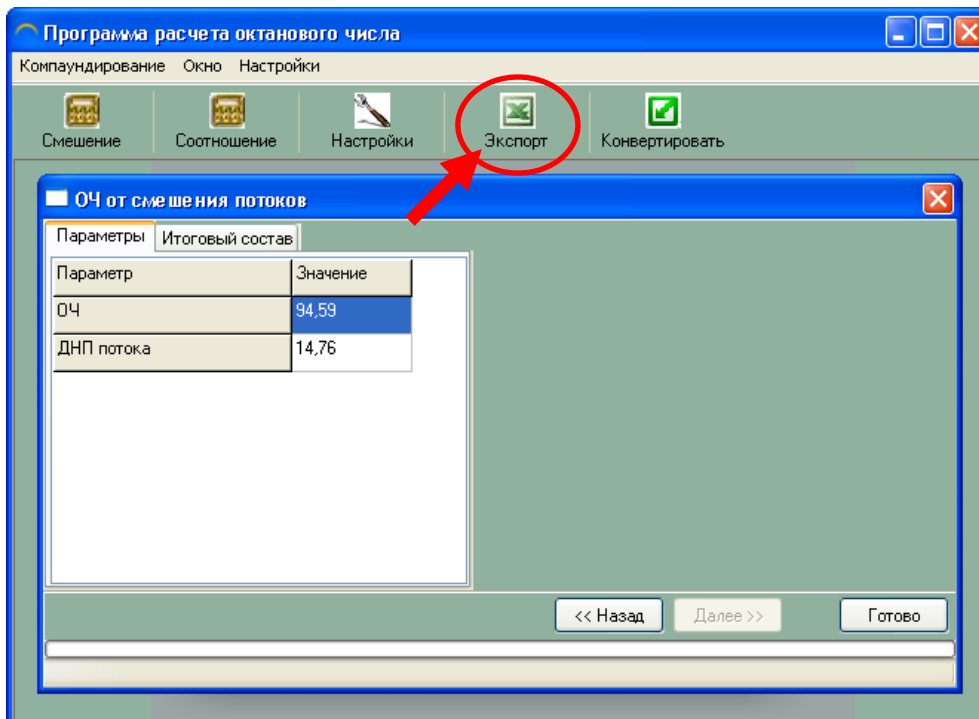 Программа расчета октанового числа
Компаундирование Окно Настройки
Смешение Соотношение Настройки Экспорт Конвертировать
ОЧ от смешения потоков
Параметры Итоговый состав
Параметр Значение
ОЧ 94,59
ДНП потока 14,76
<< Назад Далее >> Готово